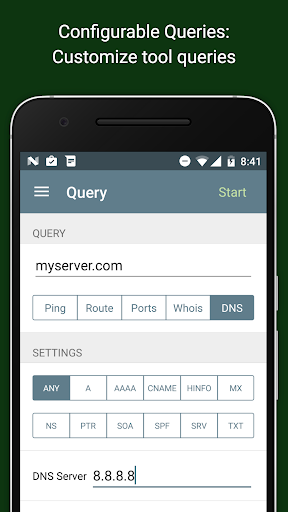 Configurable Queries:
Customize tool queries
8:41
Query Start
QUERY
myserver.com
Ping Route Ports Whois DNS
SETTINGS
ANY A AAAA CNAME HINFO MX
NS PTR SOA SPF SRV TXT
DNS Server 8.8.8.8